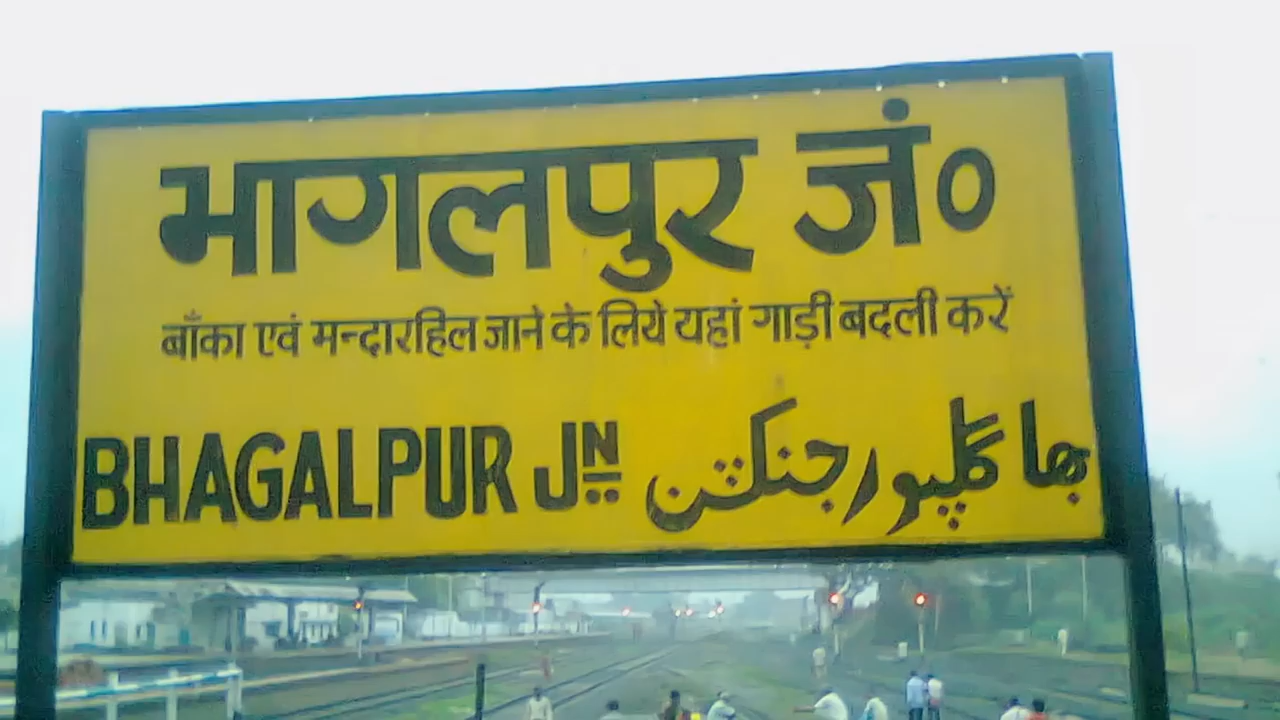 भागलपुर जं०
बाँका एवं मन्दारहिल जाने के लिये यहां गाड़ी बदली करें
BHAGALPUR JN
بھاگلپور جنکشن